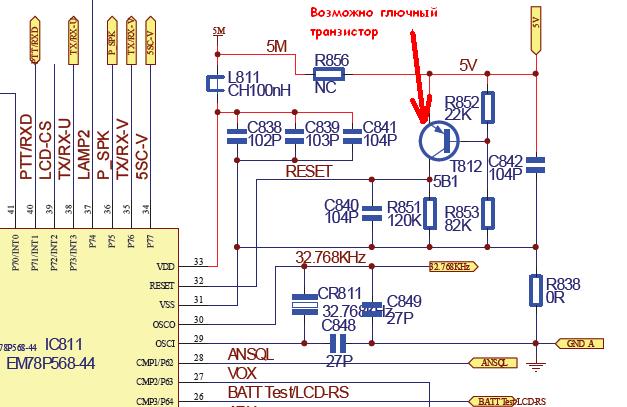 Возможно глючный
транзистор
5M
5V
PTT/RXD
TX/RX-U
P_SPK
TX/RX-V
5SC-V
5M
R856
NC
5V
L811
CH100nH
R852
22K
PTT/RXD
LCD-CS
TX/RX-U
LAMP2
P_SPK
TX/RX-V
5SC-V
C838
102P
C839
103P
C841
104P
T812
5B1
C842
104P
RESET
C840
104P
R851
120K
R853
82K
41
40
39
38
37
36
35
34
P70/INT0
P71/INT1
P72/INT2
P73/INT3
P74
P75
P76
P77
32.768KHz
32.768KHz
VDD 33
RESET 32
VSS 31
OSCO 30
OSCI 29
CMP1/P62 28
CMP2/P63 27
CMP3/P64 26
CR811
32.768KHz
C849
27P
R838
0R
C848
27P
GND A
IC811
78P568-44
EM78P568-44
ANSQL
ANSQL
VOX
BATT Test/LCD-RS
BATT Test/LCD-RS